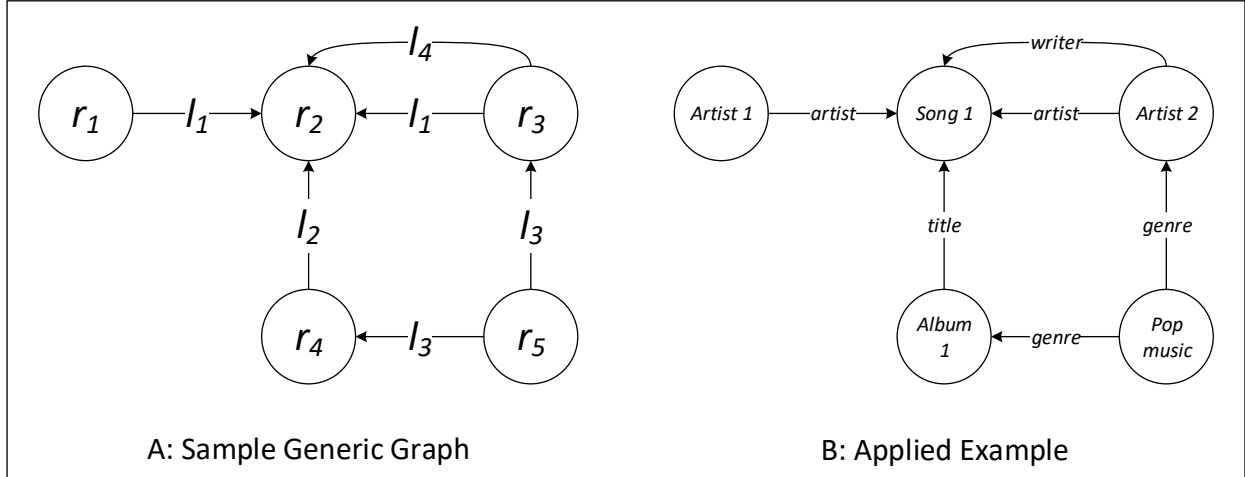 l₄
r₁ l₁ r₂ l₁ r₃
l₂ l₃
r₄ l₃ r₅
A: Sample Generic Graph
writer
Artist 1 artist Song 1 artist Artist 2
title genre
Album
1
genre
Pop
music
B: Applied Example